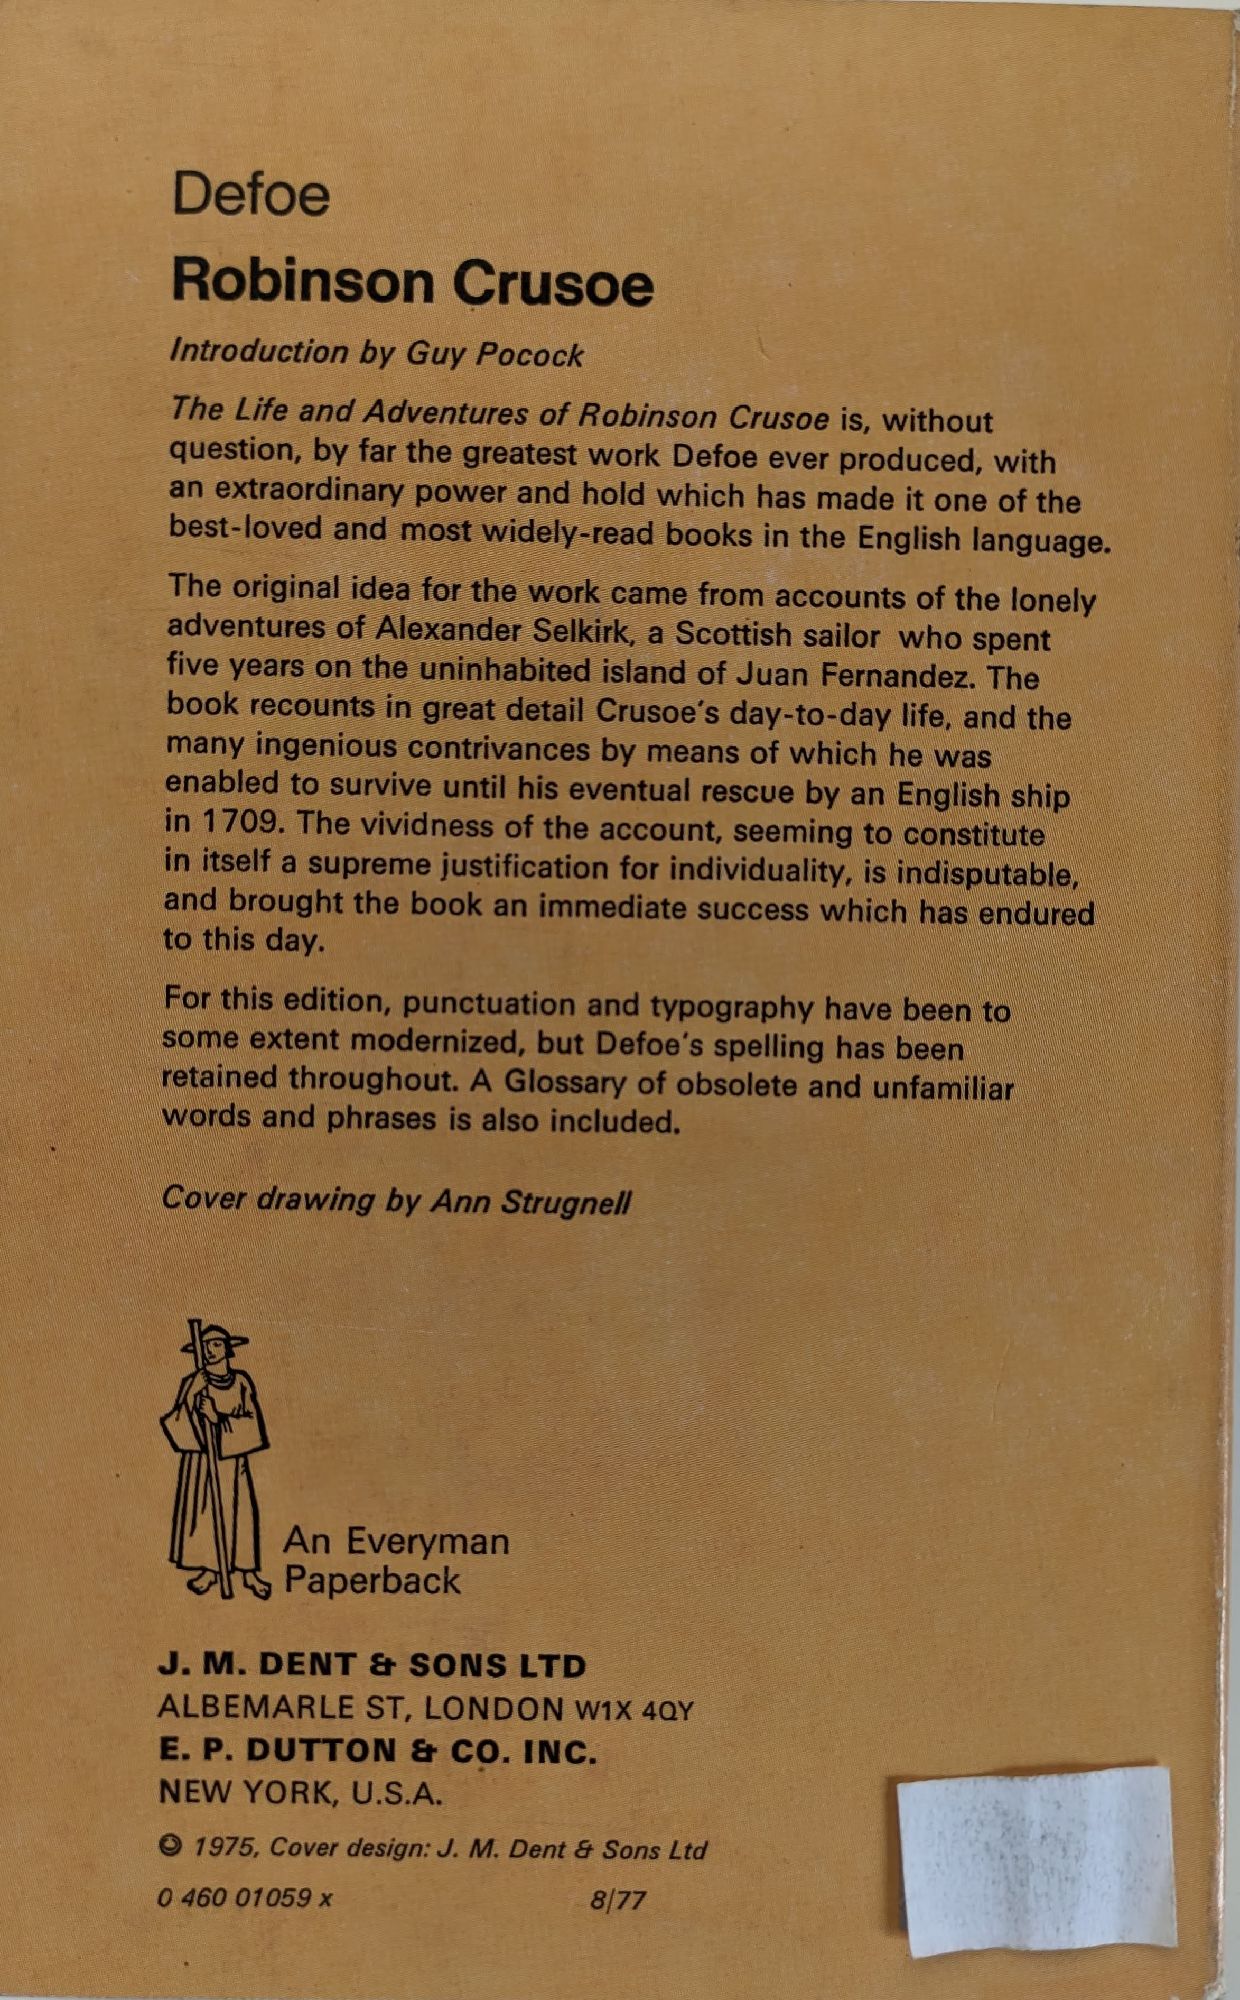 Defoe
Robinson Crusoe
Introduction by Guy Pocock
The Life and Adventures of Robinson Crusoe is, without
question, by far the greatest work Defoe ever produced, with
an extraordinary power and hold which has made it one of the
best-loved and most widely-read books in the English language.
The original idea for the work came from accounts of the lonely
adventures of Alexander Selkirk, a Scottish sailor who spent
five years on the uninhabited island of Juan Fernandez. The
book recounts in great detail Crusoe's day-to-day life, and the
many ingenious contrivances by means of which he was
enabled to survive until his eventual rescue by an English ship
in 1709. The vividness of the account, seeming to constitute
in itself a supreme justification for individuality, is indisputable,
and brought the book an immediate success which has endured
to this day.
For this edition, punctuation and typography have been to
some extent modernized, but Defoe's spelling has been
retained throughout. A Glossary of obsolete and unfamiliar
words and phrases is also included.
Cover drawing by Ann Strugnell
An Everyman
Paperback
J. M. DENT & SONS LTD
ALBEMARLE ST, LONDON W1X 4QY
E. P. DUTTON & CO. INC.
NEW YORK, U.S.A.
© 1975, Cover design: J. M. Dent & Sons Ltd
0 460 01059 x 8/77